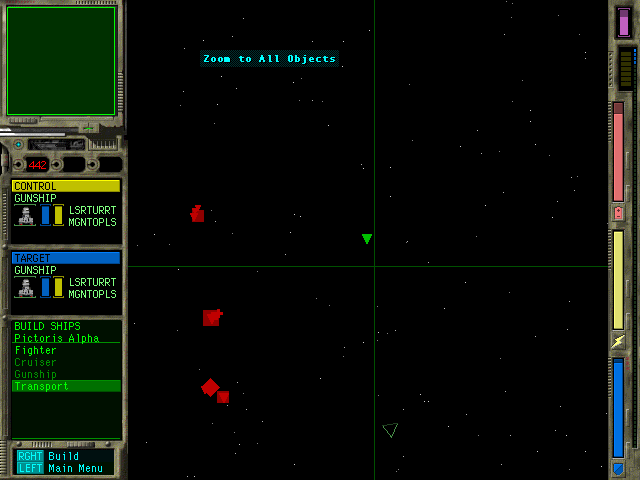 Zoom to All Objects
442
CONTROL
GUNSHIP
LSRTURRT
MGNTOPLS
TARGET
GUNSHIP
LSRTURRT
MGNTOPLS
BUILD SHIPS
Pictoris Alpha
Fighter
Cruiser
Gunship
Transport
RGHT Build
LEFT Main Menu